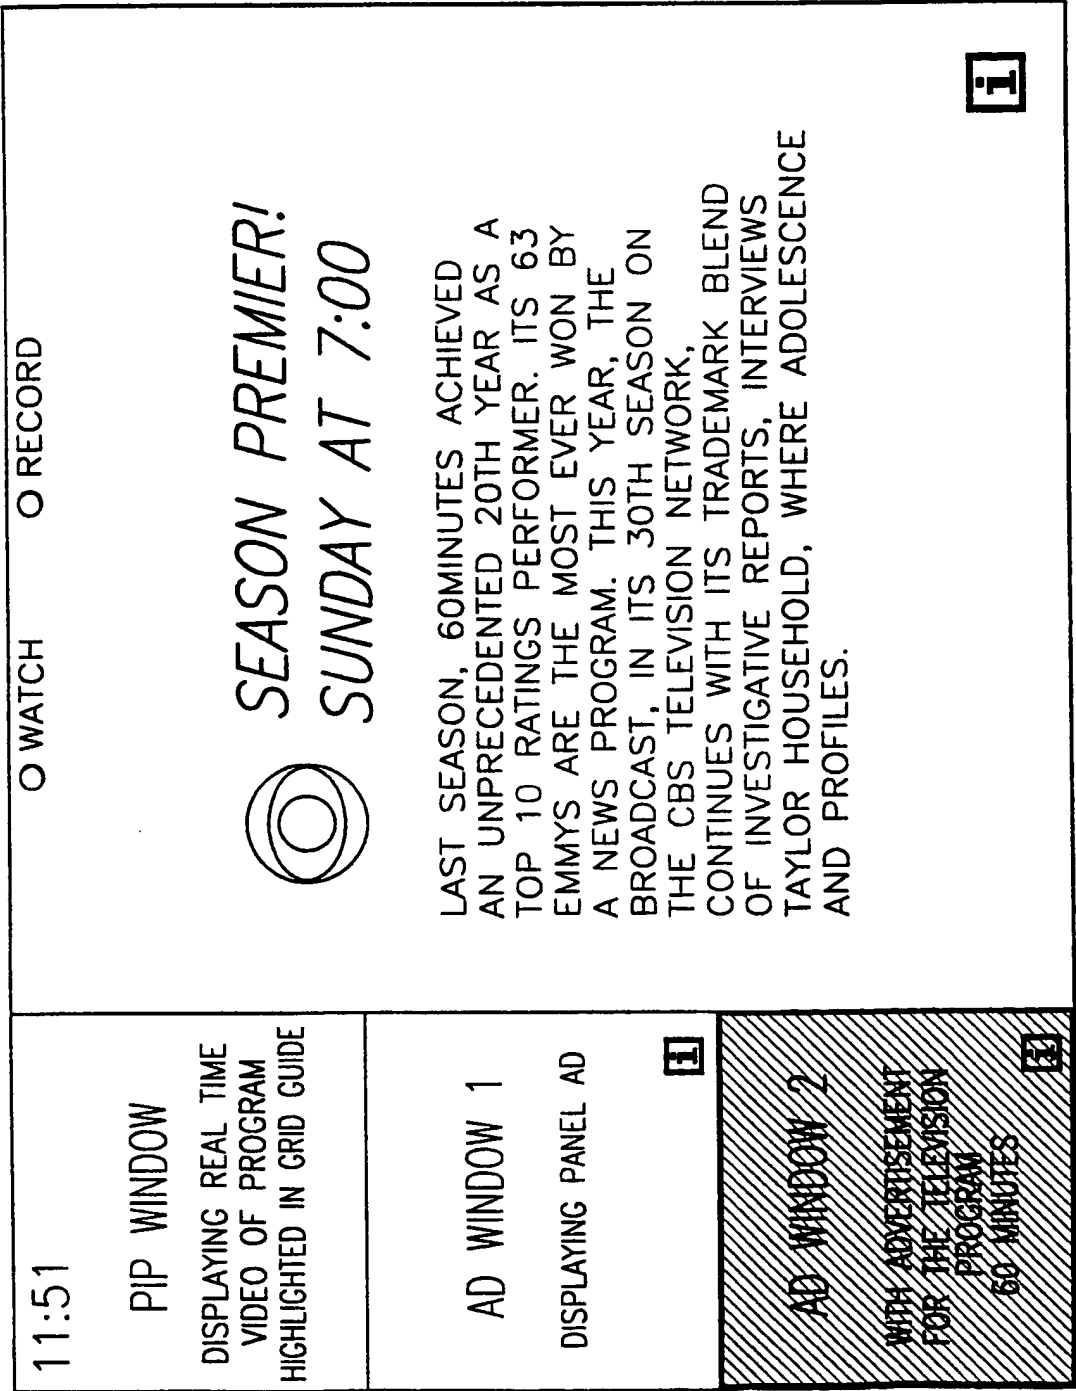 11:51
PIP WINDOW
DISPLAYING REAL TIME
VIDEO OF PROGRAM
HIGHLIGHTED IN GRID GUIDE
AD WINDOW 1
DISPLAYING PANEL AD
i
AD WINDOW 2
WITH ADVERTISEMENT
FOR THE TELEVISION
PROGRAM
60 MINUTES
i
O WATCH
O RECORD
SEASON PREMIER!
SUNDAY AT 7:00
LAST SEASON, 60MINUTES ACHIEVED
AN UNPRECEDENTED 20TH YEAR AS A
TOP 10 RATINGS PERFORMER. ITS 63
EMMYS ARE THE MOST EVER WON BY
A NEWS PROGRAM. THIS YEAR, THE
BROADCAST, IN ITS 30TH SEASON ON
THE CBS TELEVISION NETWORK,
CONTINUES WITH ITS TRADEMARK BLEND
OF INVESTIGATIVE REPORTS, INTERVIEWS
TAYLOR HOUSEHOLD, WHERE ADOLESCENCE
AND PROFILES.
i